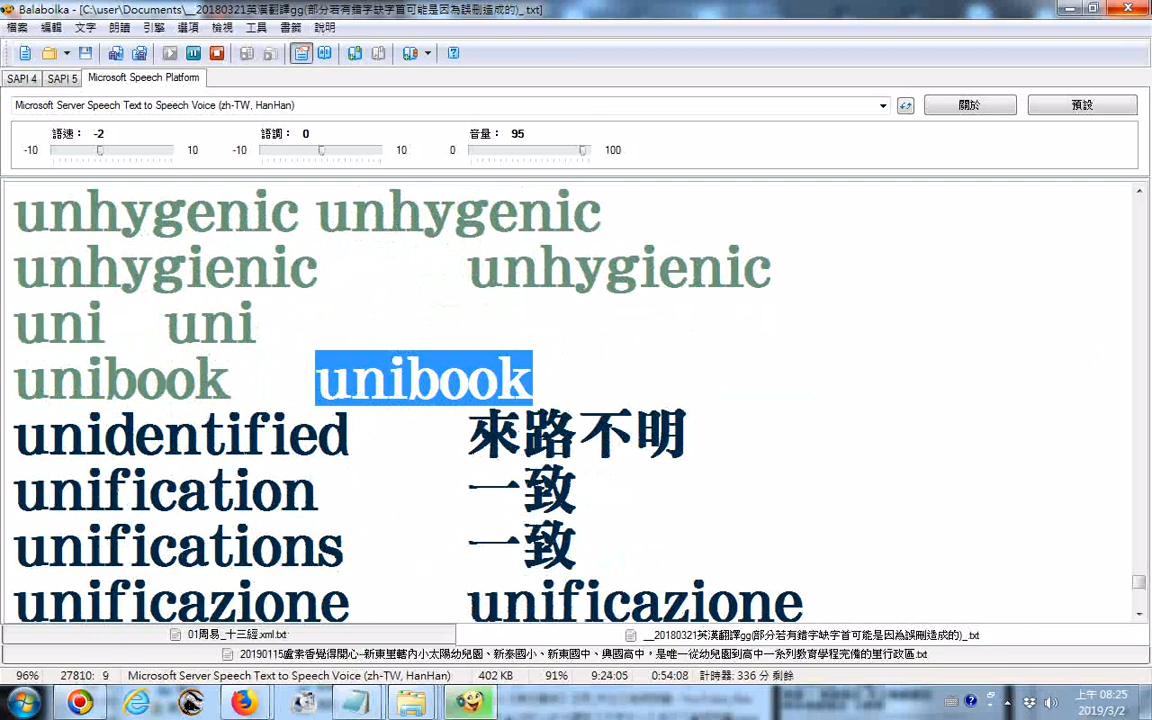 Balabolka - [C:\user\Documents\__20180321英漢翻譯gg(部分若有錯字缺字首可能是因為誤刪造成的)_.txt]
檔案 編輯 文字 朗讀 引擎 選項 檢視 工具 書籤 說明
SAPI 4 SAPI 5 Microsoft Speech Platform
Microsoft Server Speech Text to Speech Voice (zh-TW, HanHan) 關於 預設
語速： -2 語調： 0 音量： 95
-10 10 -10 10 0 100
unhygenic unhygenic
unhygienic unhygienic
uni uni
unibook unibook
unidentified 來路不明
unification 一致
unifications 一致
unificazione unificazione
01周易_十三經.xml.txt __20180321英漢翻譯gg(部分若有錯字缺字首可能是因為誤刪造成的)_.txt
20190115盧素香覺得開心--新東里轄內小太陽幼兒園、新泰國小、新東國中、興國高中，是唯一從幼兒園到高中一系列教育學程完備的里行政區.txt
96% 27810: 9 Microsoft Server Speech Text to Speech Voice (zh-TW, HanHan) 402 KB 91% 9:24:05 0:54:08 計時器: 336 分 剩餘
上午 08:25
2019/3/2